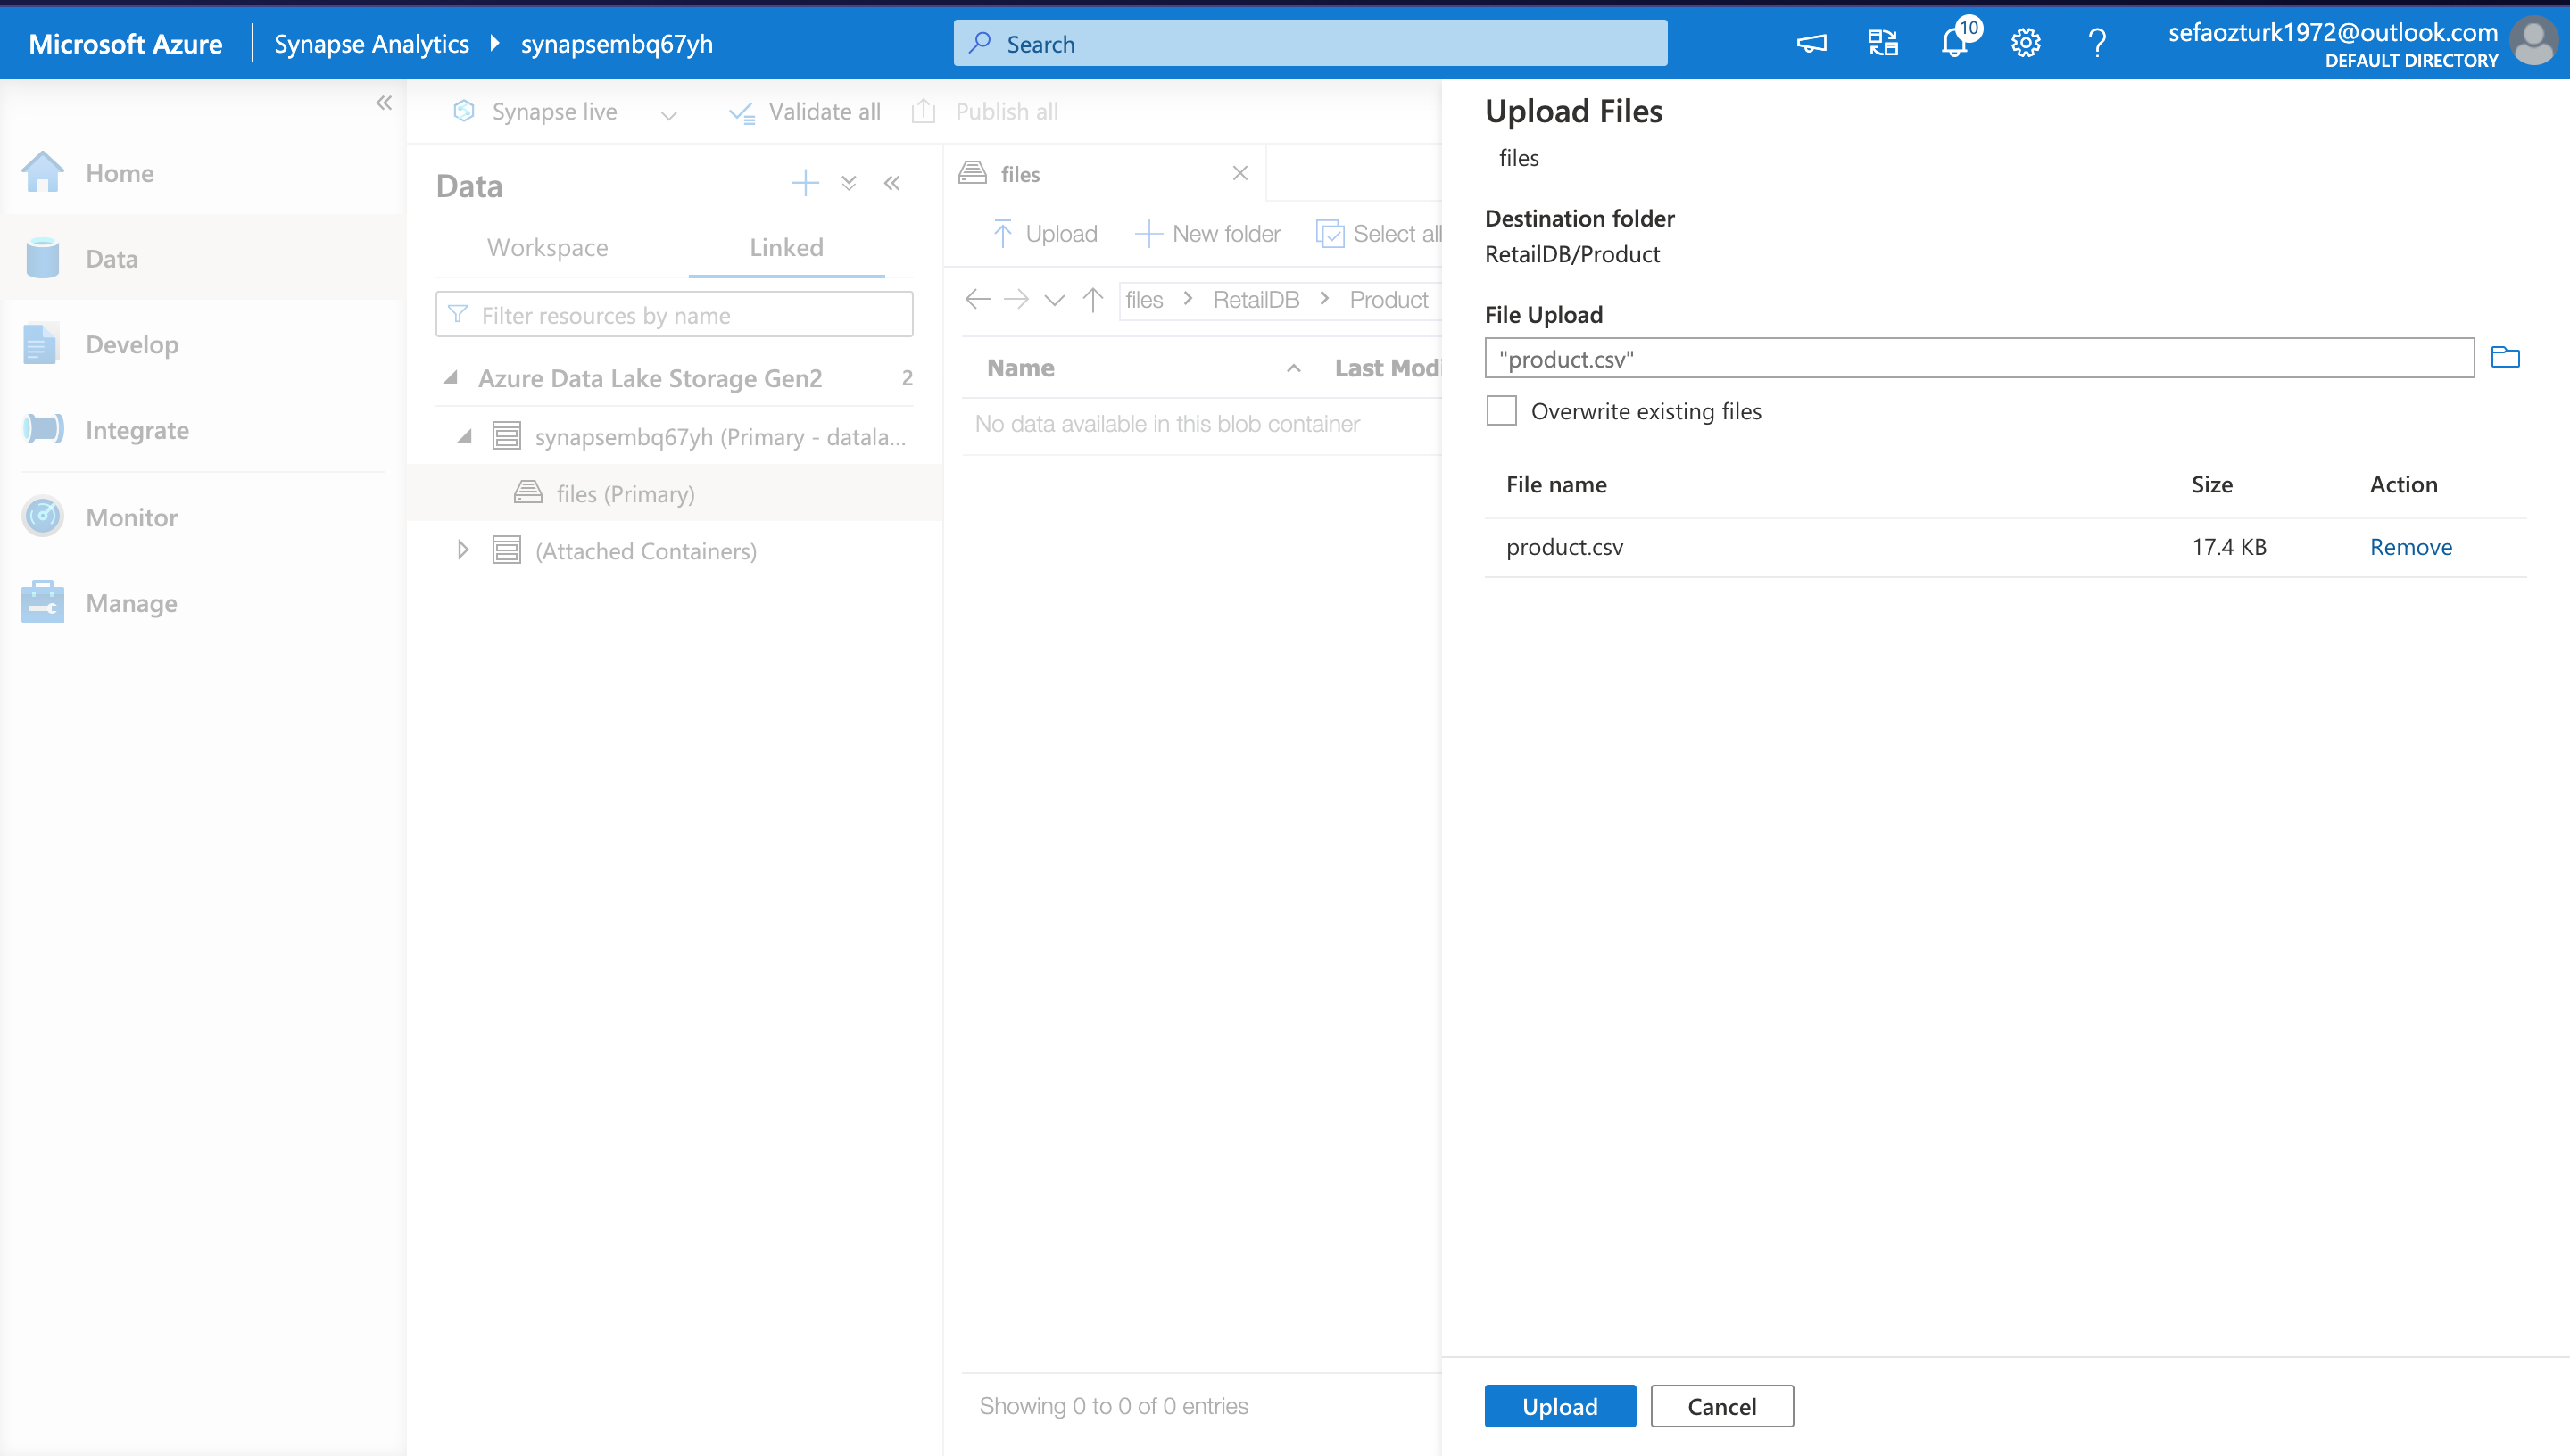 Microsoft Azure
Synapse Analytics
synapsembq67yh
Search
10
sefaozturk1972@outlook.com
DEFAULT DIRECTORY
Home
Data
Develop
Integrate
Monitor
Manage
Synapse live
Validate all
Publish all
Data
Workspace
Linked
Filter resources by name
Azure Data Lake Storage Gen2
2
synapsembq67yh (Primary - datala...
files (Primary)
(Attached Containers)
files
Upload
New folder
Select all
files
RetailDB
Product
Name
Last Modi
No data available in this blob container
Showing 0 to 0 of 0 entries
Upload Files
files
Destination folder
RetailDB/Product
File Upload
"product.csv"
Overwrite existing files
File name
Size
Action
product.csv
17.4 KB
Remove
Upload
Cancel